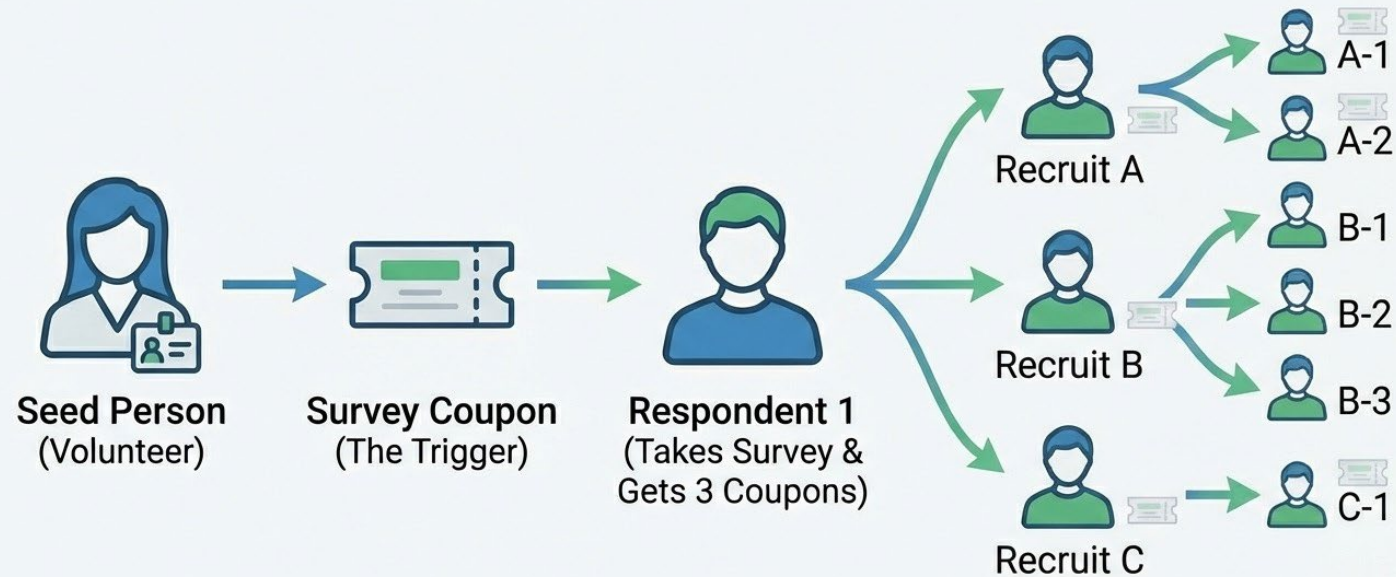 Seed Person
(Volunteer)
Survey Coupon
(The Trigger)
Respondent 1
(Takes Survey &
Gets 3 Coupons)
Recruit A
A-1
A-2
Recruit B
B-1
B-2
B-3
Recruit C
C-1